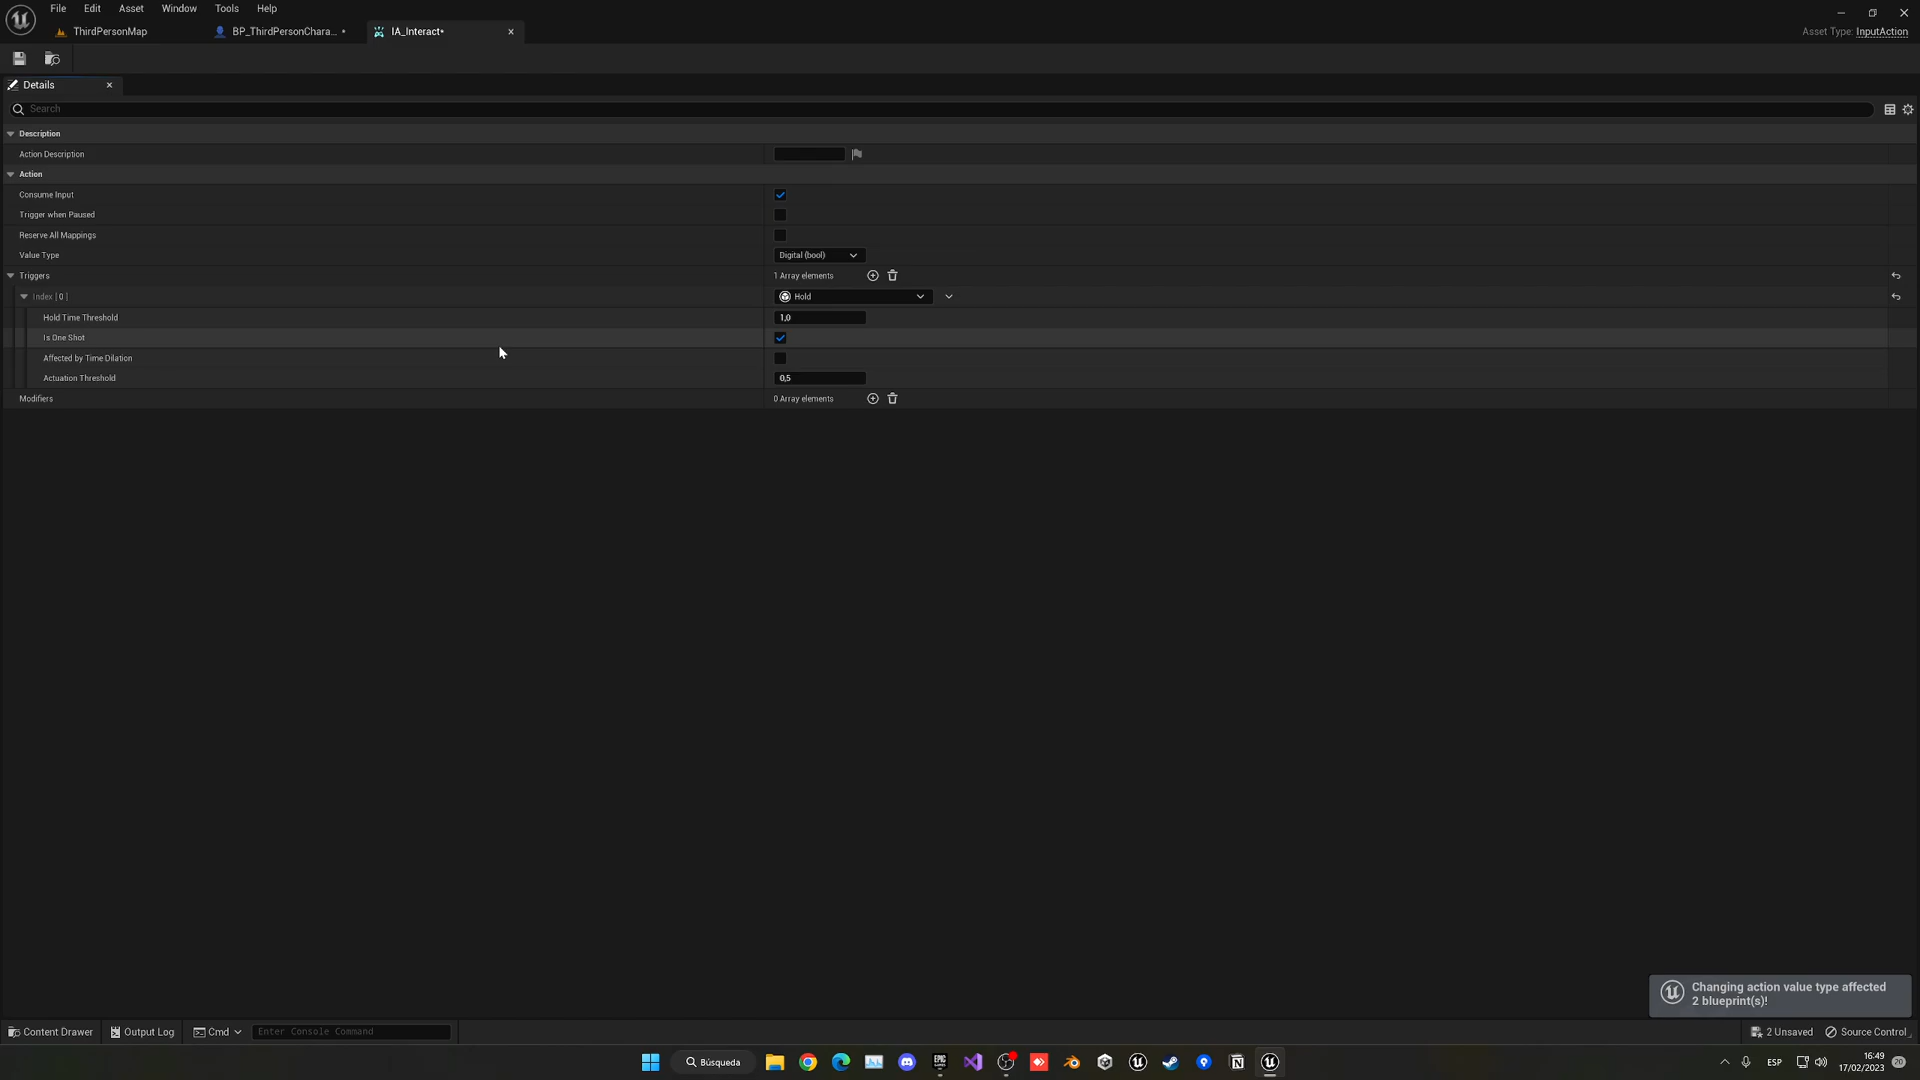 File Edit Asset Window Tools Help
ThirdPersonMap
BP_ThirdPersonChara... •
IA_Interact•
Asset Type: InputAction
Details
Search
Description
Action Description
Action
Consume Input
Trigger when Paused
Reserve All Mappings
Value Type Digital (bool)
Triggers 1 Array elements
Index [ 0 ] Hold
Hold Time Threshold 1,0
Is One Shot
Affected by Time Dilation
Actuation Threshold 0,5
Modifiers 0 Array elements
Changing action value type affected
2 blueprint(s)!
Content Drawer Output Log Cmd Enter Console Command 2 Unsaved Source Control
Búsqueda
EPIC
GAMES
ESP
16:49
17/02/2023
20